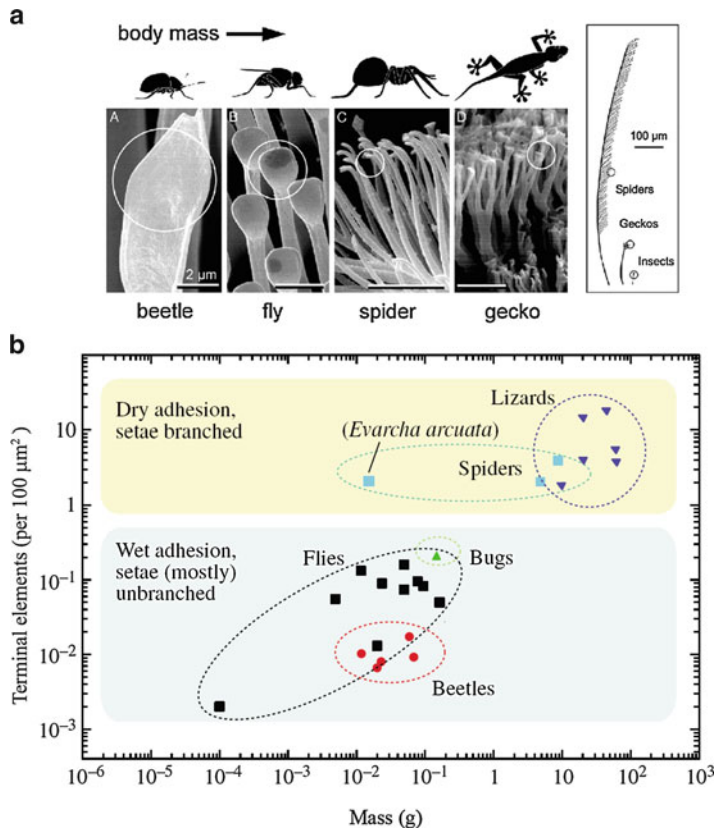 a
body mass
A
B
C
D
2 µm
beetle
fly
spider
gecko
100 µm
Spiders
Geckos
Insects
b
Terminal elements (per 100 µm²)
10
1
10⁻¹
10⁻²
10⁻³
Dry adhesion,
setae branched
(Evarcha arcuata)
Lizards
Spiders
Wet adhesion,
setae (mostly)
unbranched
Flies
Bugs
Beetles
10⁻⁶
10⁻⁵
10⁻⁴
10⁻³
10⁻²
10⁻¹
1
10
10²
10³
Mass (g)